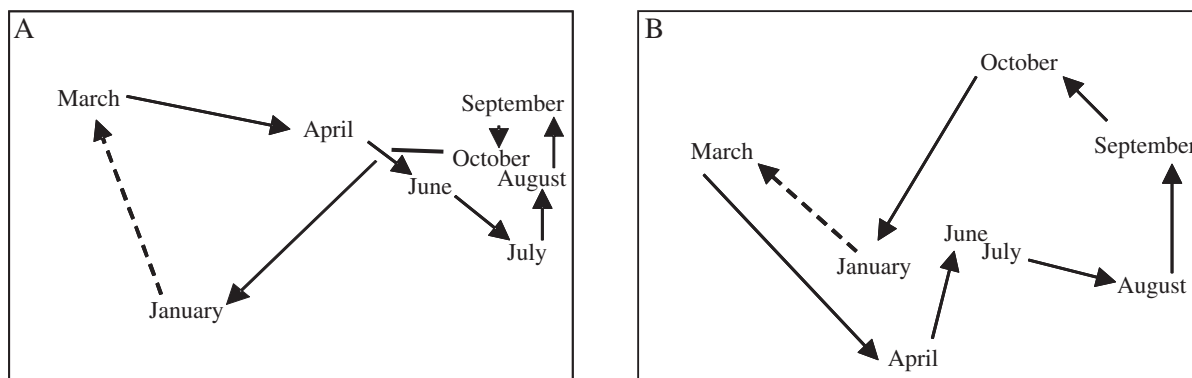 A
March
September
April
October
August
June
July
January
B
October
September
March
June
July
January
August
April